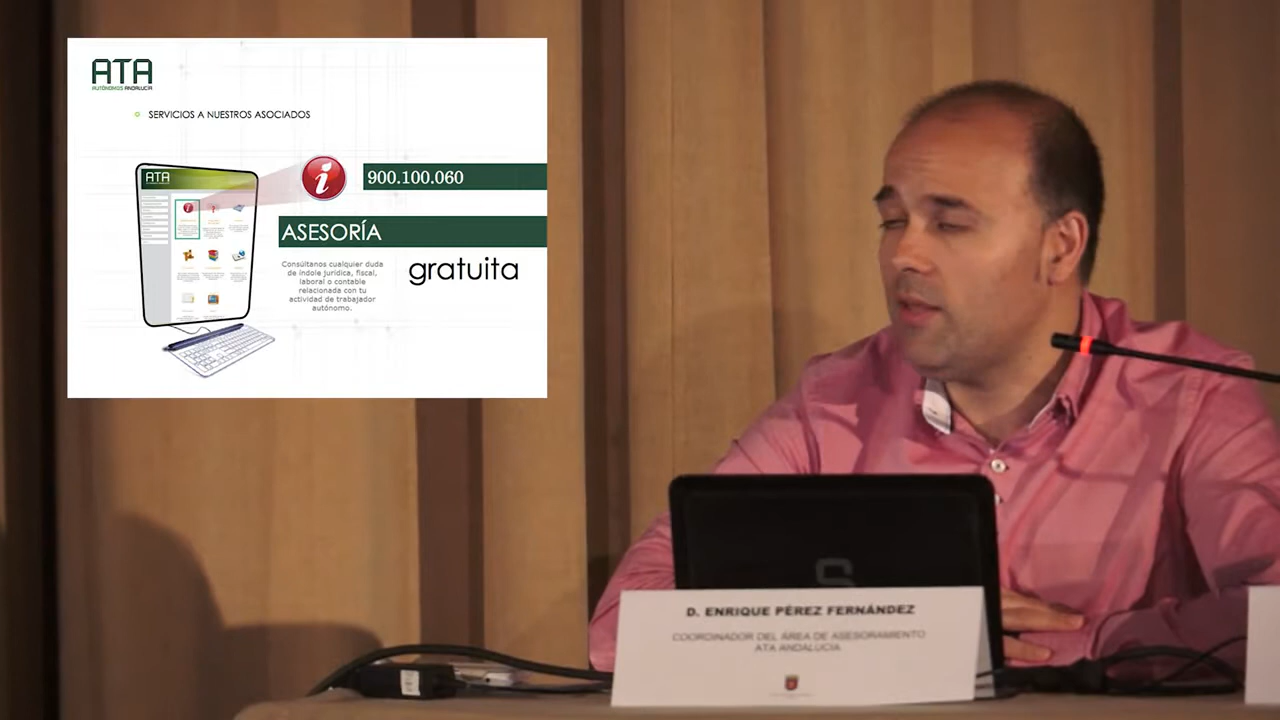 ATA
AUTÓNOMOS ANDALUCÍA
SERVICIOS A NUESTROS ASOCIADOS
ATA
i
900.100.060
ASESORÍA
gratuita
Consúltanos cualquier duda
de índole jurídica, fiscal,
laboral o contable
relacionada con tu
actividad de trabajador
autónomo.
D. ENRIQUE PÉREZ FERNÁNDEZ
COORDINADOR DEL ÁREA DE ASESORAMIENTO
ATA ANDALUCIA